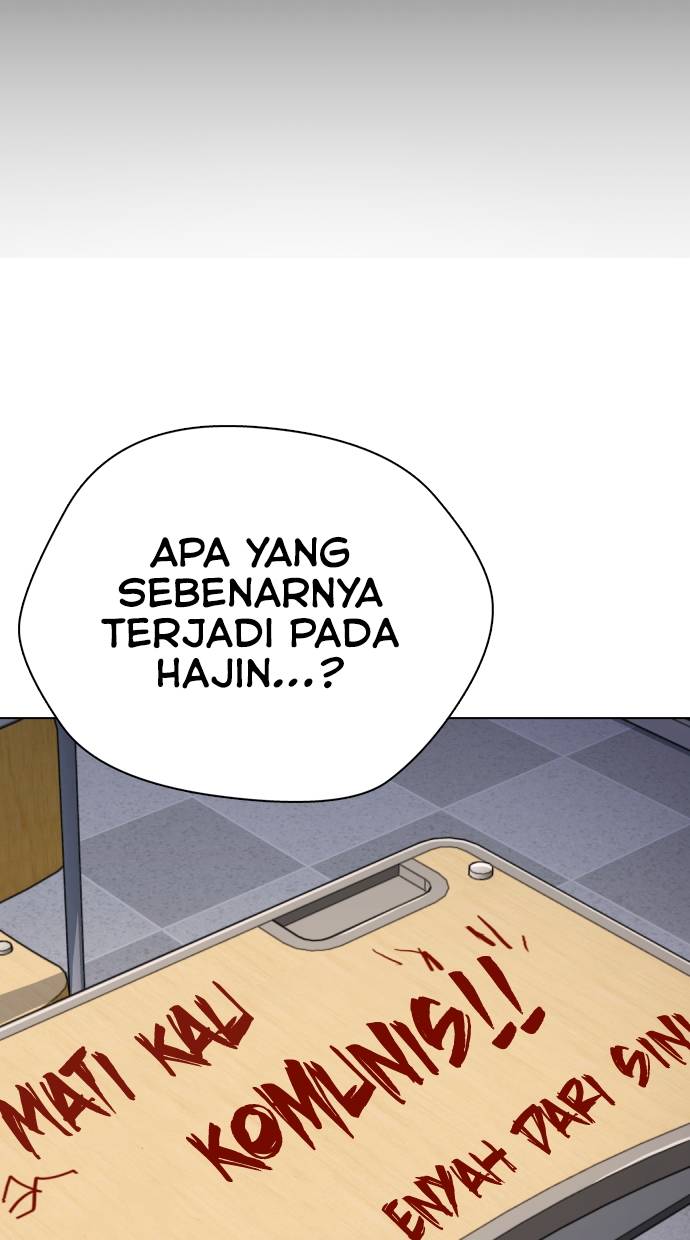 APA YANG
SEBENARNYA
TERJADI PADA
HAJIN...?
MATI KAU
KOMUNIS!!
ENYAH DARI SINI